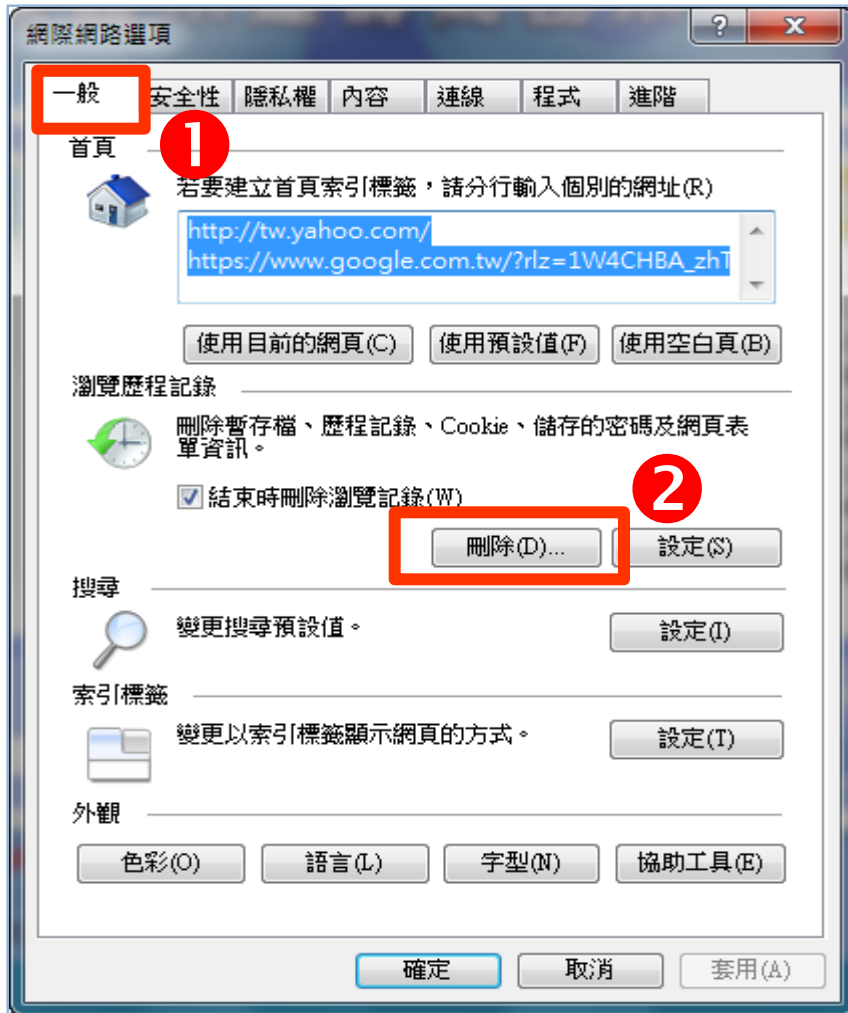 網際網路選項
?
X
一般 安全性 隱私權 內容 連線 程式 進階
1
首頁
若要建立首頁索引標籤，請分行輸入個別的網址(R)
http://tw.yahoo.com/
https://www.google.com.tw/?rlz=1W4CHBA_zhT
使用目前的網頁(C) 使用預設值(F) 使用空白頁(B)
瀏覽歷程記錄
刪除暫存檔、歷程記錄、Cookie、儲存的密碼及網頁表
單資訊。
結束時刪除瀏覽記錄(W)
2
刪除(D)... 設定(S)
搜尋
變更搜尋預設值。 設定(I)
索引標籤
變更以索引標籤顯示網頁的方式。 設定(T)
外觀
色彩(O) 語言(L) 字型(N) 協助工具(E)
確定 取消 套用(A)